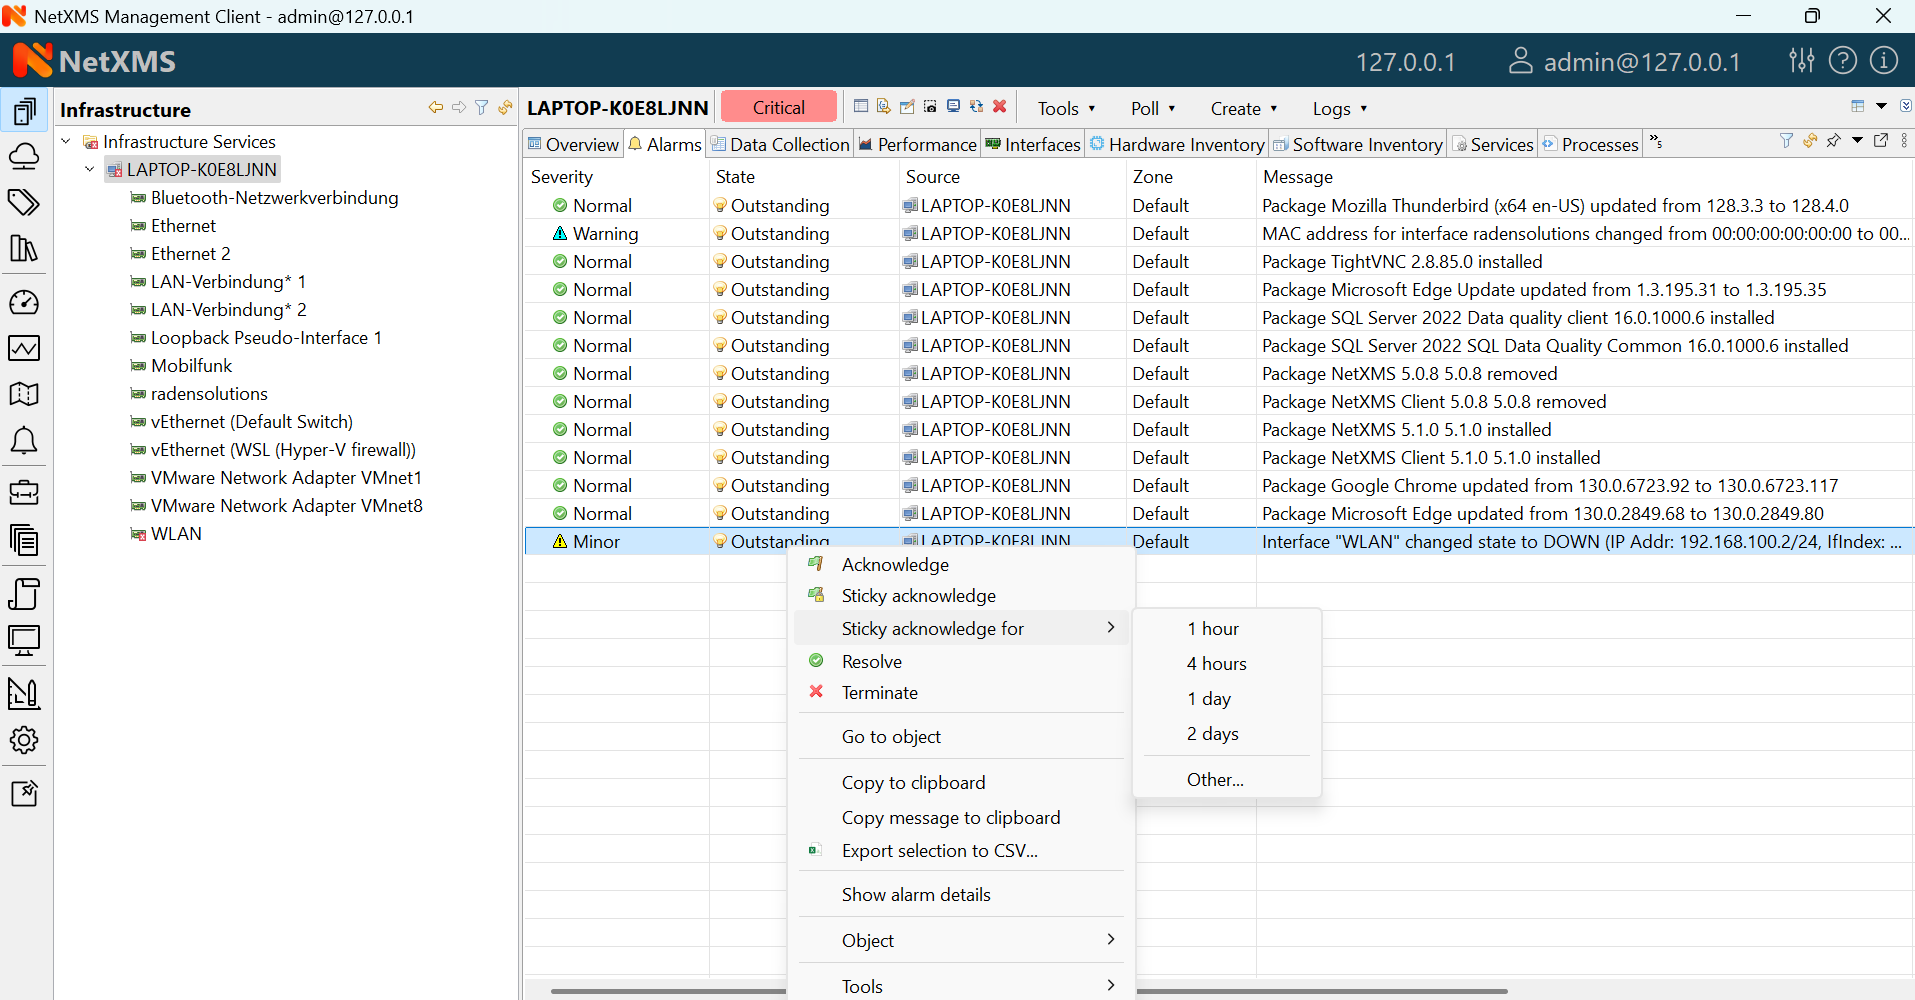 NetXMS Management Client - admin@127.0.0.1
NetXMS
127.0.0.1
admin@127.0.0.1
Infrastructure
Infrastructure Services
LAPTOP-K0E8LJNN
Bluetooth-Netzwerkverbindung
Ethernet
Ethernet 2
LAN-Verbindung* 1
LAN-Verbindung* 2
Loopback Pseudo-Interface 1
Mobilfunk
radensolutions
vEthernet (Default Switch)
vEthernet (WSL (Hyper-V firewall))
VMware Network Adapter VMnet1
VMware Network Adapter VMnet8
WLAN
LAPTOP-K0E8LJNN Critical Tools Poll Create Logs
Overview Alarms Data Collection Performance Interfaces Hardware Inventory Software Inventory Services Processes »5
Severity State Source Zone Message
Normal Outstanding LAPTOP-K0E8LJNN Default Package Mozilla Thunderbird (x64 en-US) updated from 128.3.3 to 128.4.0
Warning Outstanding LAPTOP-K0E8LJNN Default MAC address for interface radensolutions changed from 00:00:00:00:00:00 to 00...
Normal Outstanding LAPTOP-K0E8LJNN Default Package TightVNC 2.8.85.0 installed
Normal Outstanding LAPTOP-K0E8LJNN Default Package Microsoft Edge Update updated from 1.3.195.31 to 1.3.195.35
Normal Outstanding LAPTOP-K0E8LJNN Default Package SQL Server 2022 Data quality client 16.0.1000.6 installed
Normal Outstanding LAPTOP-K0E8LJNN Default Package SQL Server 2022 SQL Data Quality Common 16.0.1000.6 installed
Normal Outstanding LAPTOP-K0E8LJNN Default Package NetXMS 5.0.8 5.0.8 removed
Normal Outstanding LAPTOP-K0E8LJNN Default Package NetXMS Client 5.0.8 5.0.8 removed
Normal Outstanding LAPTOP-K0E8LJNN Default Package NetXMS 5.1.0 5.1.0 installed
Normal Outstanding LAPTOP-K0E8LJNN Default Package NetXMS Client 5.1.0 5.1.0 installed
Normal Outstanding LAPTOP-K0E8LJNN Default Package Google Chrome updated from 130.0.6723.92 to 130.0.6723.117
Normal Outstanding LAPTOP-K0E8LJNN Default Package Microsoft Edge updated from 130.0.2849.68 to 130.0.2849.80
Minor Outstanding LAPTOP-K0E8LJNN Default Interface "WLAN" changed state to DOWN (IP Addr: 192.168.100.2/24, IfIndex: ...
Acknowledge
Sticky acknowledge
Sticky acknowledge for
Resolve
Terminate
Go to object
Copy to clipboard
Copy message to clipboard
Export selection to CSV...
Show alarm details
Object
Tools
1 hour
4 hours
1 day
2 days
Other...